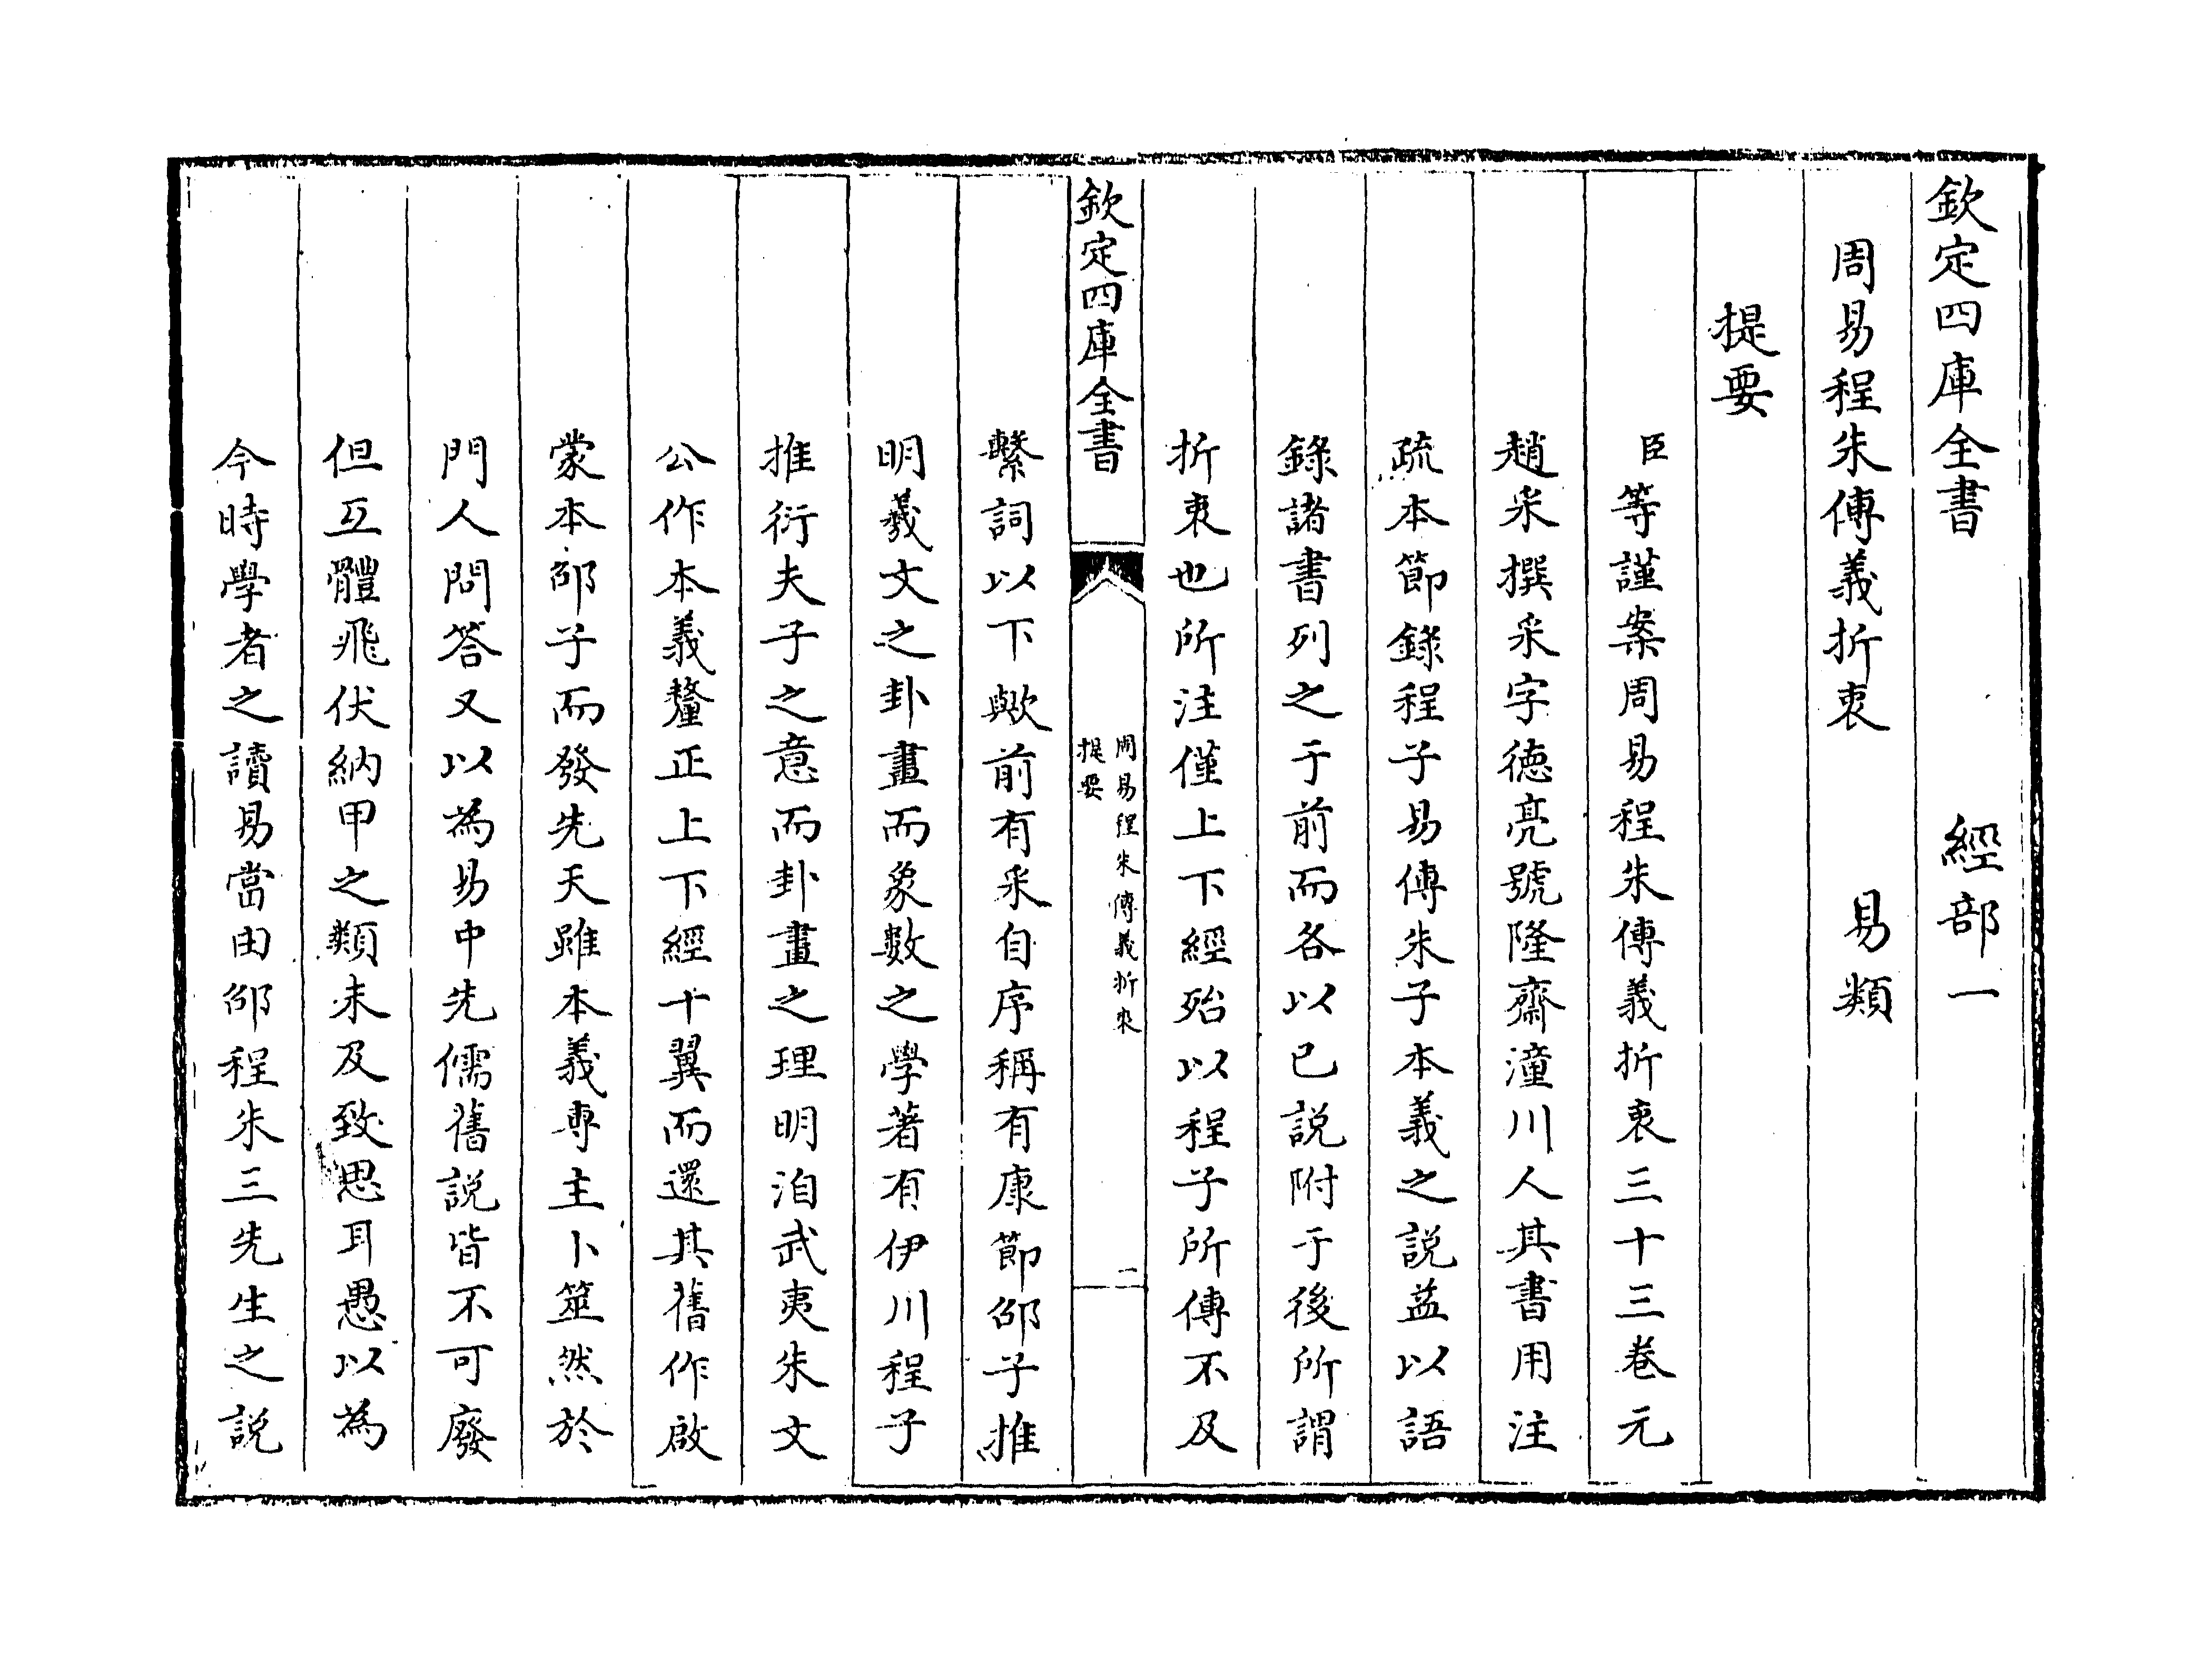 欽定四庫全書　經部一
周易程朱傳義折衷　易類
提要
臣等謹案周易程朱傳義折衷三十三卷元
趙采撰采字徳亮號隆齋潼川人其書用注
疏本節錄程子易傳朱子本義之説益以語
錄諸書列之于前而各以已説附于後所謂
折衷也所注僅上下經殆以程子所傳不及
欽定四庫全書
周易程朱傳義折衷
提要
二
繫詞以下歟前有采自序稱有康節邵子推
明羲文之卦畫而象數之學著有伊川程子
推衍夫子之意而卦畫之理明洎武夷朱文
公作本義釐正上下經十翼而還其舊作啟
蒙本邵子而發先天雖本義専主卜筮然於
門人問答又以為易中先儒舊説皆不可廢
但互體飛伏納甲之類未及致思耳愚以為
今時學者之讀易當由邵程朱三先生之説